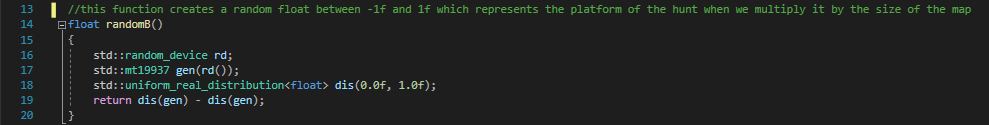 13 //this function creates a random float between -1f and 1f which represents the platform of the hunt when we multiply it by the size of the map
14 float randomB()
15 {
16 std::random_device rd;
17 std::mt19937 gen(rd());
18 std::uniform_real_distribution<float> dis(0.0f, 1.0f);
19 return dis(gen) - dis(gen);
20 }